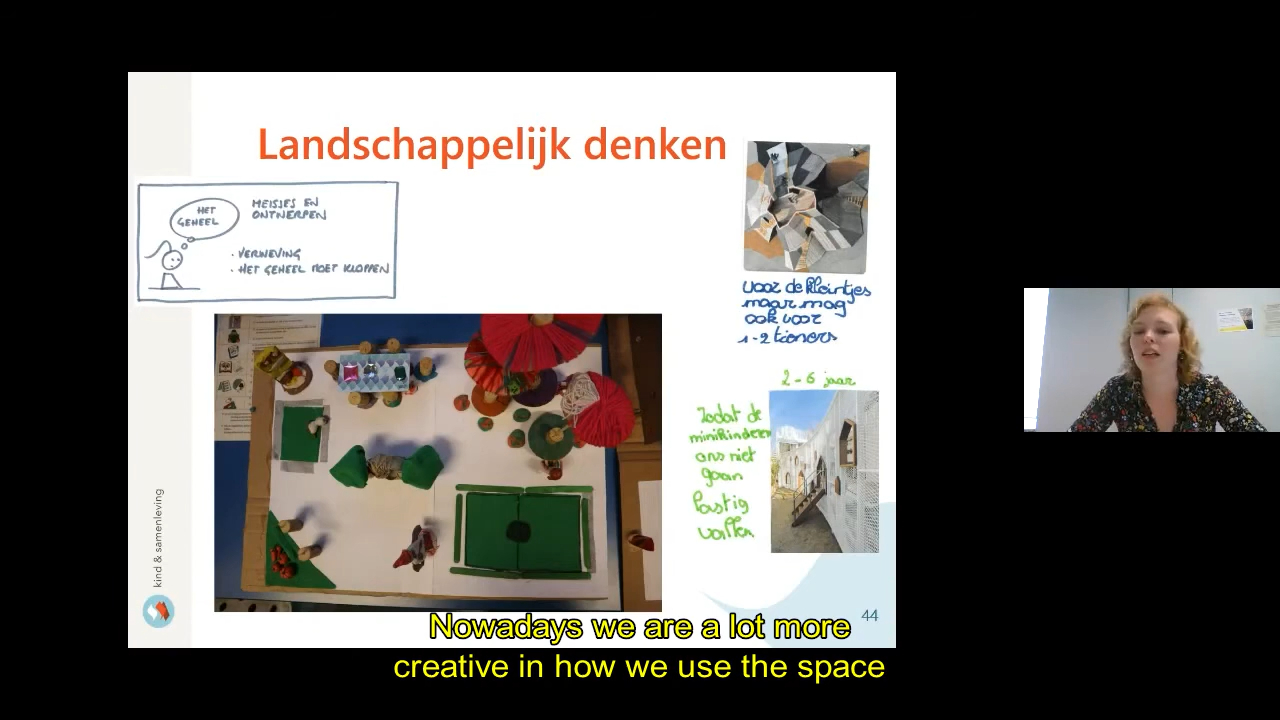 Landschappelijk denken
HET
GEHEEL
MEISJES EN
ONTWERPEN
• VERWEVING
• HET GEHEEL MOET KLOPPEN
voor de kleintjes
maar mag
ook voor
1-2 tieners
2-6 jaar
Zodat de
minikinderen
ons niet
gaan
lastig
vallen
kind & samenleving
44
Nowadays we are a lot more
creative in how we use the space